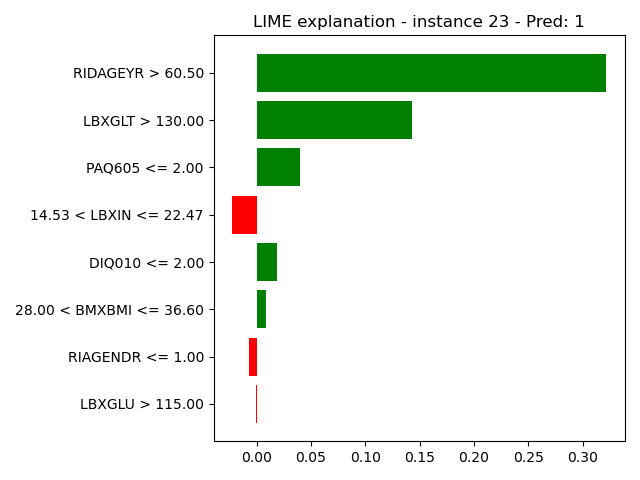 LIME explanation - instance 23 - Pred: 1
RIDAGEYR > 60.50
LBXGLT > 130.00
PAQ605 <= 2.00
14.53 < LBXIN <= 22.47
DIQ010 <= 2.00
28.00 < BMXBMI <= 36.60
RIAGENDR <= 1.00
LBXGLU > 115.00
0.00 0.05 0.10 0.15 0.20 0.25 0.30